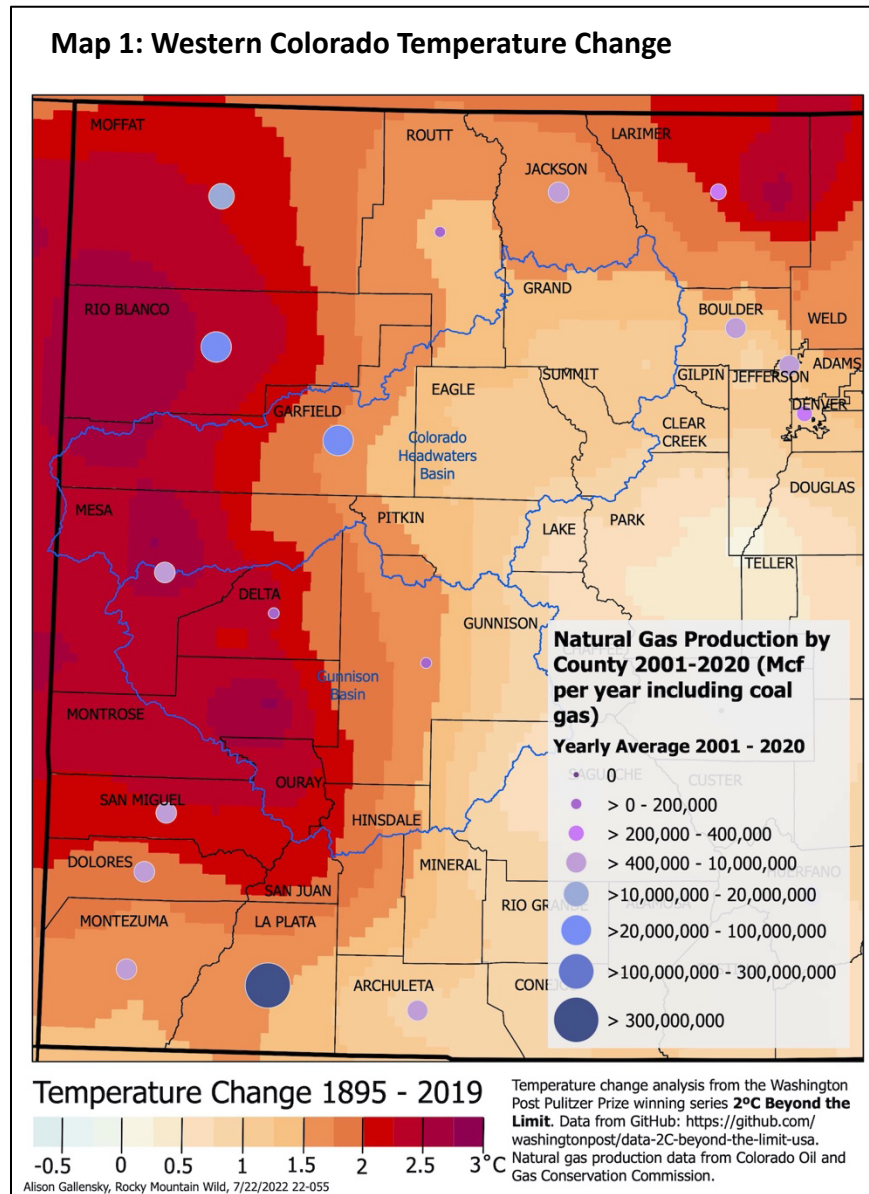 Map 1: Western Colorado Temperature Change
MOFFAT
ROUTT
LARIMER
JACKSON
GRAND
RIO BLANCO
BOULDER
WELD
EAGLE
SUMMIT
GILPIN
JEFFERSON
ADAMS
GARFIELD
DENVER
CLEAR
CREEK
Colorado
Headwaters
Basin
DOUGLAS
MESA
PITKIN
LAKE
PARK
TELLER
DELTA
GUNNISON
Gunnison
Basin
MONTROSE
OURAY
SAN MIGUEL
HINSDALE
DOLORES
MINERAL
SAN JUAN
MONTEZUMA
LA PLATA
RIO GRANDE
ARCHULETA
CONEJOS
CHAFFEE
SAGUACHE
CUSTER
HUERFANO
ALAMOSA
Natural Gas Production by
County 2001-2020 (Mcf
per year including coal
gas)
Yearly Average 2001 - 2020
0
> 0 - 200,000
> 200,000 - 400,000
> 400,000 - 10,000,000
>10,000,000 - 20,000,000
>20,000,000 - 100,000,000
>100,000,000 - 300,000,000
> 300,000,000
Temperature Change 1895 - 2019
-0.5 0 0.5 1 1.5 2 2.5 3°C
Alison Gallensky, Rocky Mountain Wild, 7/22/2022 22-055
Temperature change analysis from the Washington
Post Pulitzer Prize winning series 2ºC Beyond the
Limit. Data from GitHub: https://github.com/
washingtonpost/data-2C-beyond-the-limit-usa.
Natural gas production data from Colorado Oil and
Gas Conservation Commission.